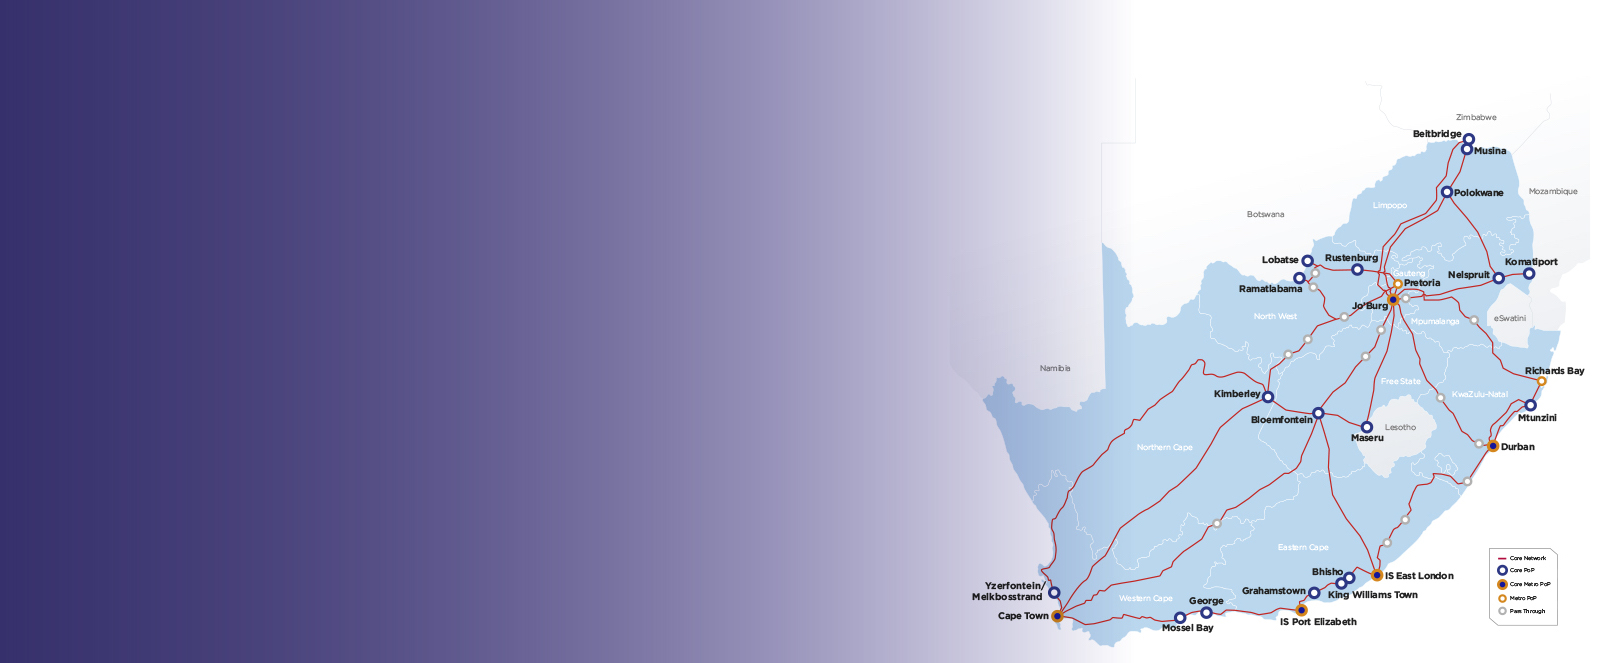 Zimbabwe
Beitbridge
Musina
Mozambique
Polokwane
Limpopo
Botswana
Lobatse
Rustenburg
Komatiport
Gauteng
Nelspruit
Ramatlabama
Pretoria
Jo'Burg
North West
Mpumalanga
eSwatini
Namibia
Richards Bay
Free State
Kimberley
KwaZulu-Natal
Bloemfontein
Mtunzini
Lesotho
Maseru
Northern Cape
Durban
Eastern Cape
Core Network
Core PoP
Bhisho
IS East London
Core Metro PoP
Yzerfontein/
Melkbosstrand
Grahamstown
King Williams Town
Western Cape
George
Metro PoP
Pass Through
Cape Town
Mossel Bay
IS Port Elizabeth